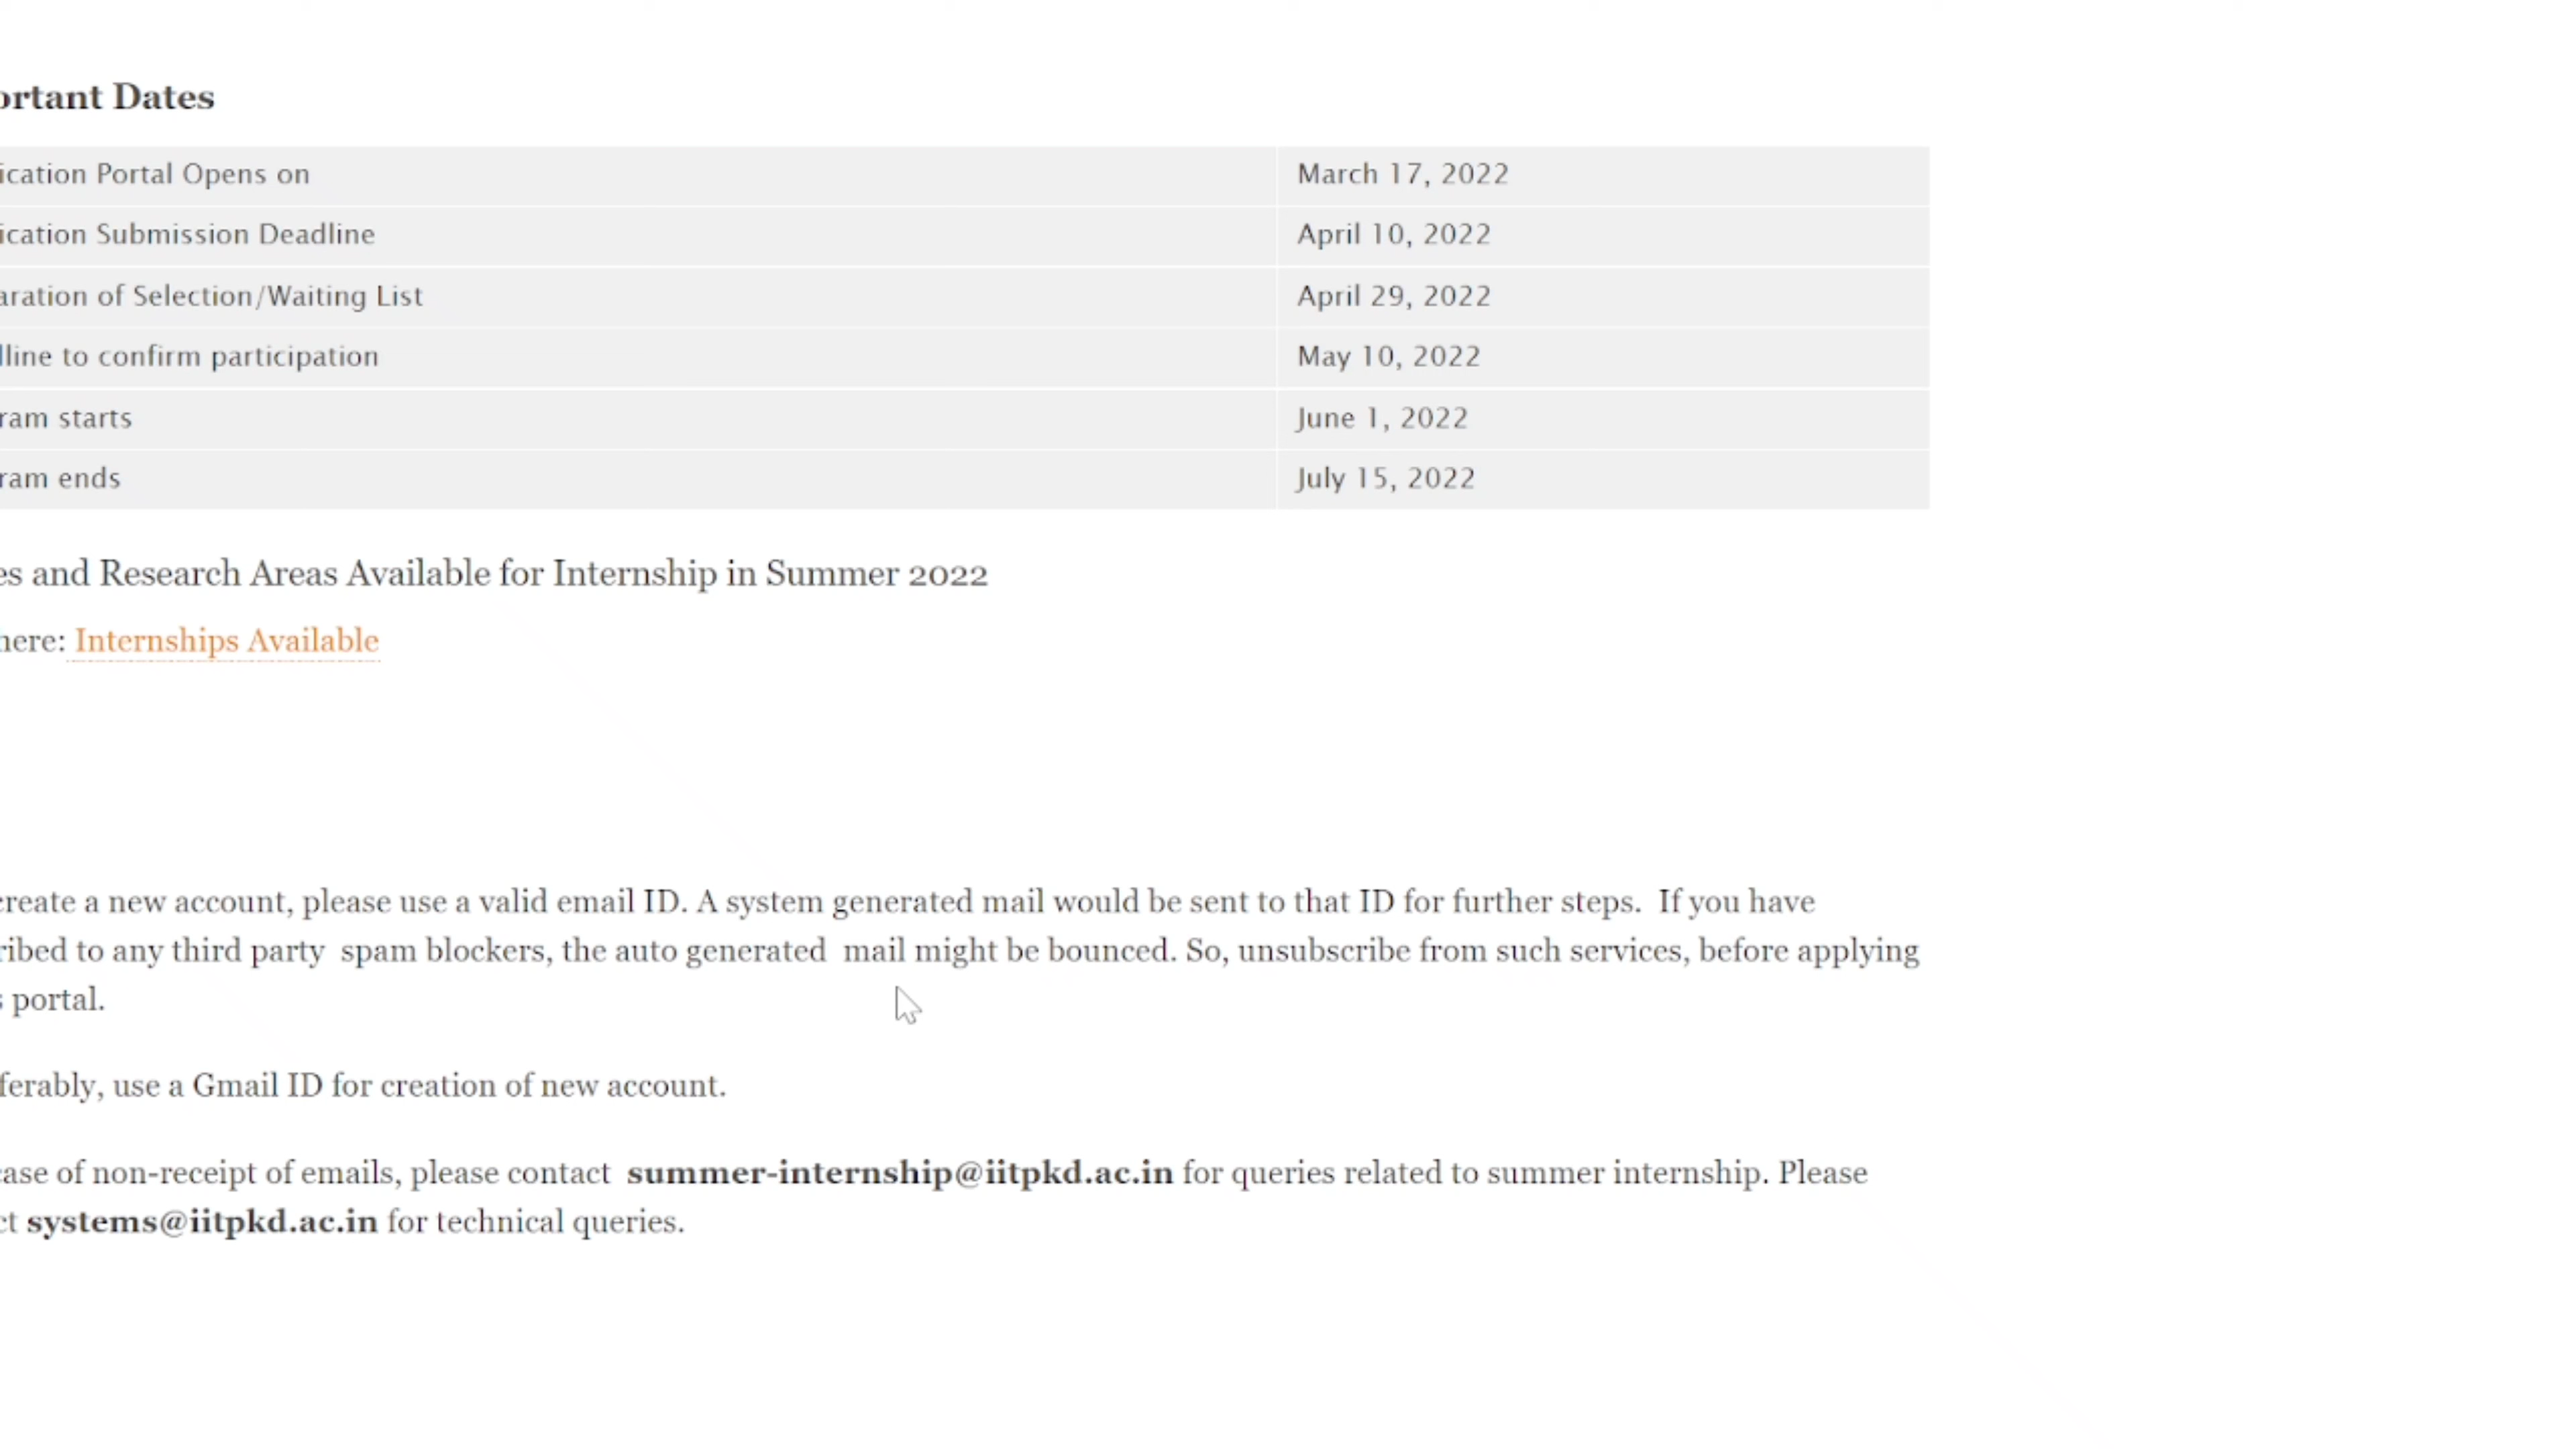 ortant Dates
ication Portal Opens on March 17, 2022
ication Submission Deadline April 10, 2022
aration of Selection/Waiting List April 29, 2022
lline to confirm participation May 10, 2022
ram starts June 1, 2022
ram ends July 15, 2022
es and Research Areas Available for Internship in Summer 2022
here: Internships Available
create a new account, please use a valid email ID. A system generated mail would be sent to that ID for further steps. If you have
ribed to any third party spam blockers, the auto generated mail might be bounced. So, unsubscribe from such services, before applying
s portal.
ferably, use a Gmail ID for creation of new account.
case of non-receipt of emails, please contact summer-internship@iitpkd.ac.in for queries related to summer internship. Please
ct systems@iitpkd.ac.in for technical queries.